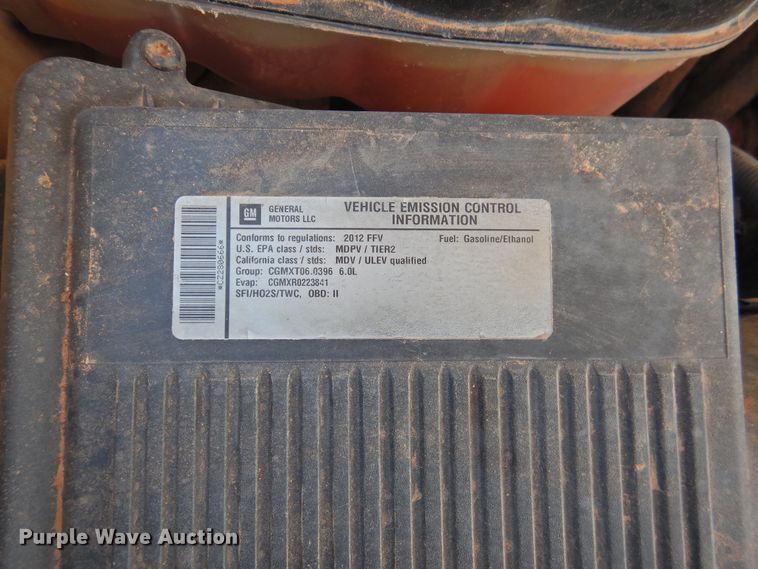 GM GENERAL MOTORS LLC
VEHICLE EMISSION CONTROL
INFORMATION
Conforms to regulations: 2012 FFV Fuel: Gasoline/Ethanol
U.S. EPA class / stds: MDPV / TIER2
California class / stds: MDV / ULEV qualified
Group: CGMXT06.0396 6.0L
Evap: CGMXR0223841
SFI/HO2S/TWC, OBD: II
*C2280666*
Purple Wave Auction®